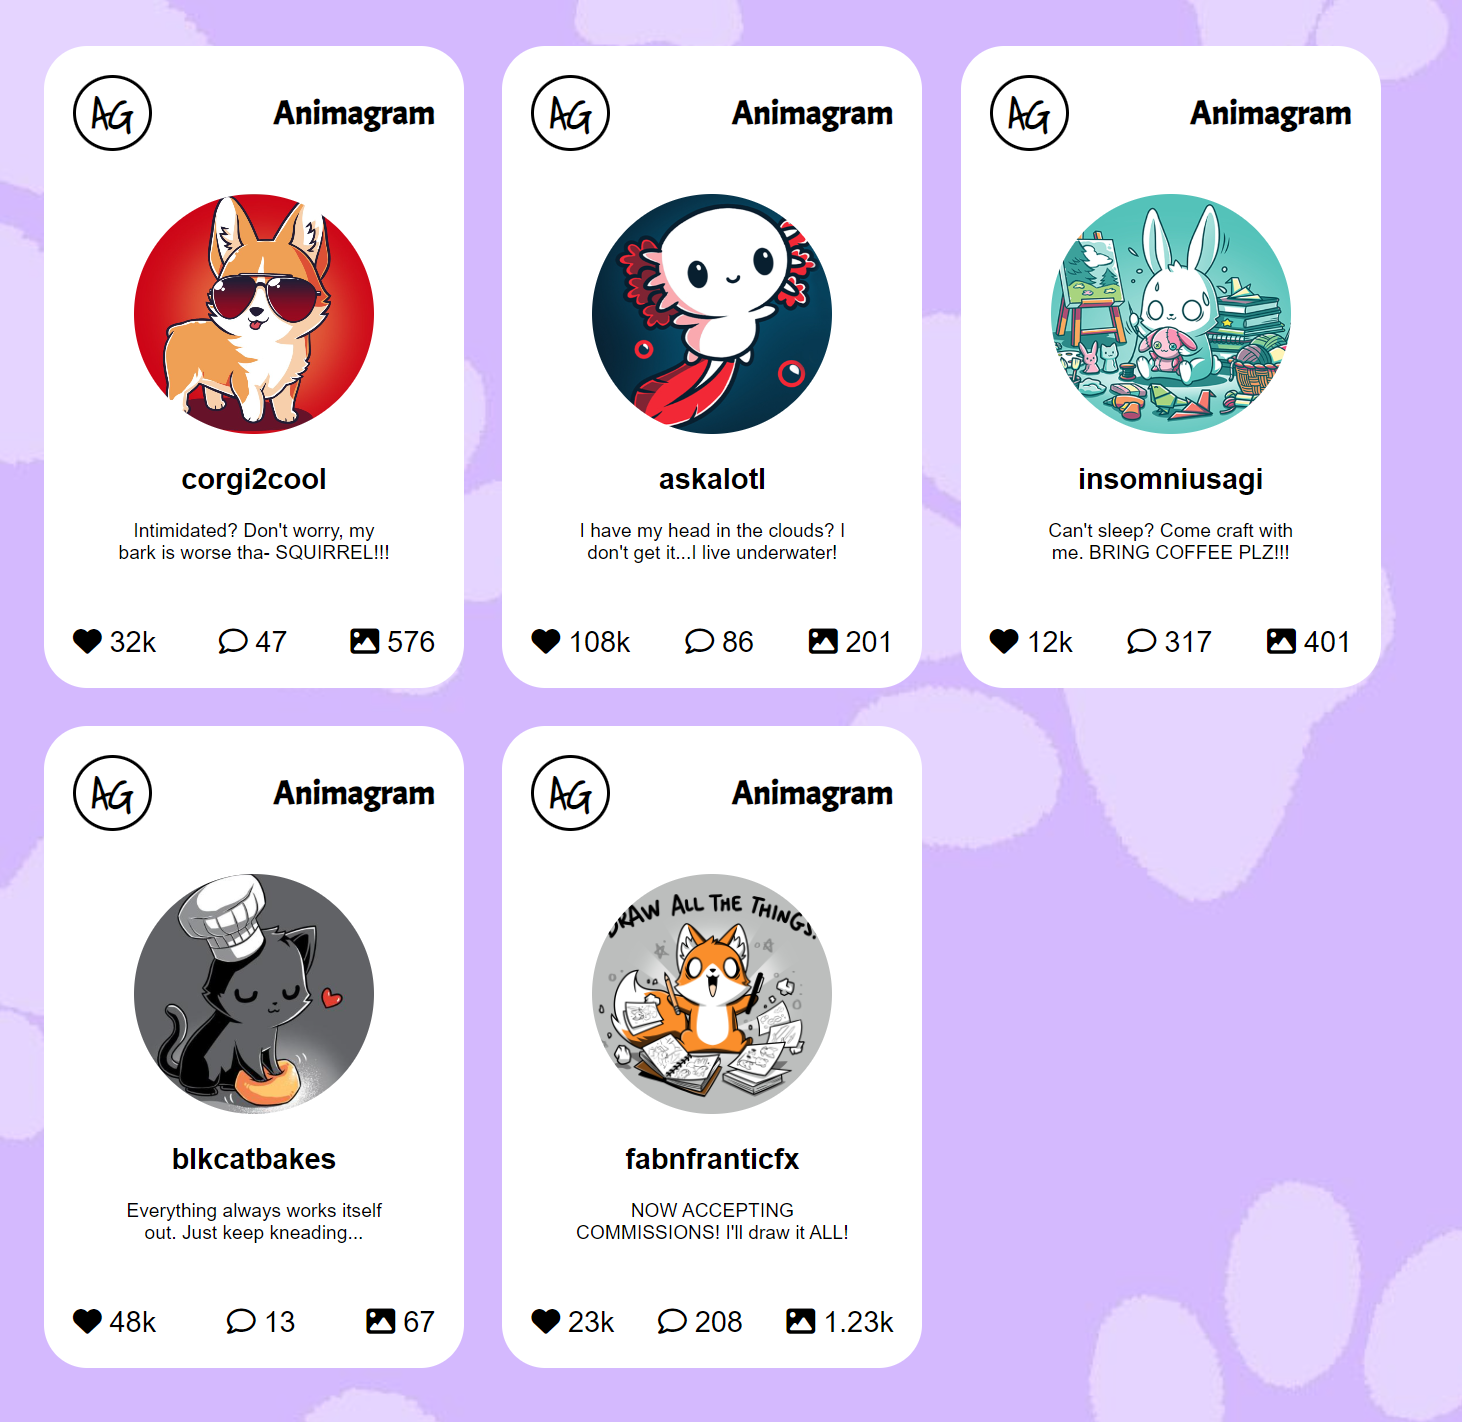 AG
Animagram
corgi2cool
Intimidated? Don't worry, my
bark is worse tha- SQUIRREL!!!
32k
47
576
AG
Animagram
askalotl
I have my head in the clouds? I
don't get it...I live underwater!
108k
86
201
AG
Animagram
insomniusagi
Can't sleep? Come craft with
me. BRING COFFEE PLZ!!!
12k
317
401
AG
Animagram
blkcatbakes
Everything always works itself
out. Just keep kneading...
48k
13
67
AG
Animagram
DRAW ALL THE THINGS!
fabnfranticfx
NOW ACCEPTING
COMMISSIONS! I'll draw it ALL!
23k
208
1.23k